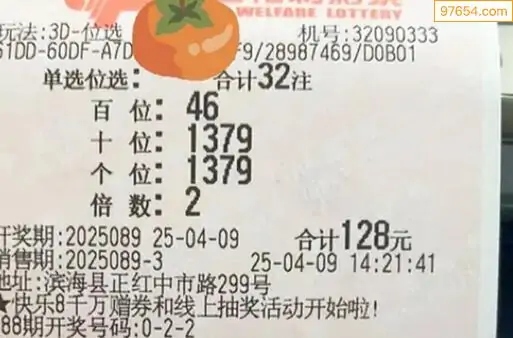 97654.com
WELFARE LOTTERY
玩法:3D-位选 机号:32090333
61DD-60DF-A7D F9/28987469/D0B01
单选位选: 合计32注
百 位: 46
十 位: 1379
个 位: 1379
倍 数: 2
开奖期:2025089 25-04-09 合计128元
销售期:2025089-3 25-04-09 14:21:41
地址:滨海县正红中市路299号
★快乐8千万赠券和线上抽奖活动开始啦!
088期开奖号码:0-2-2